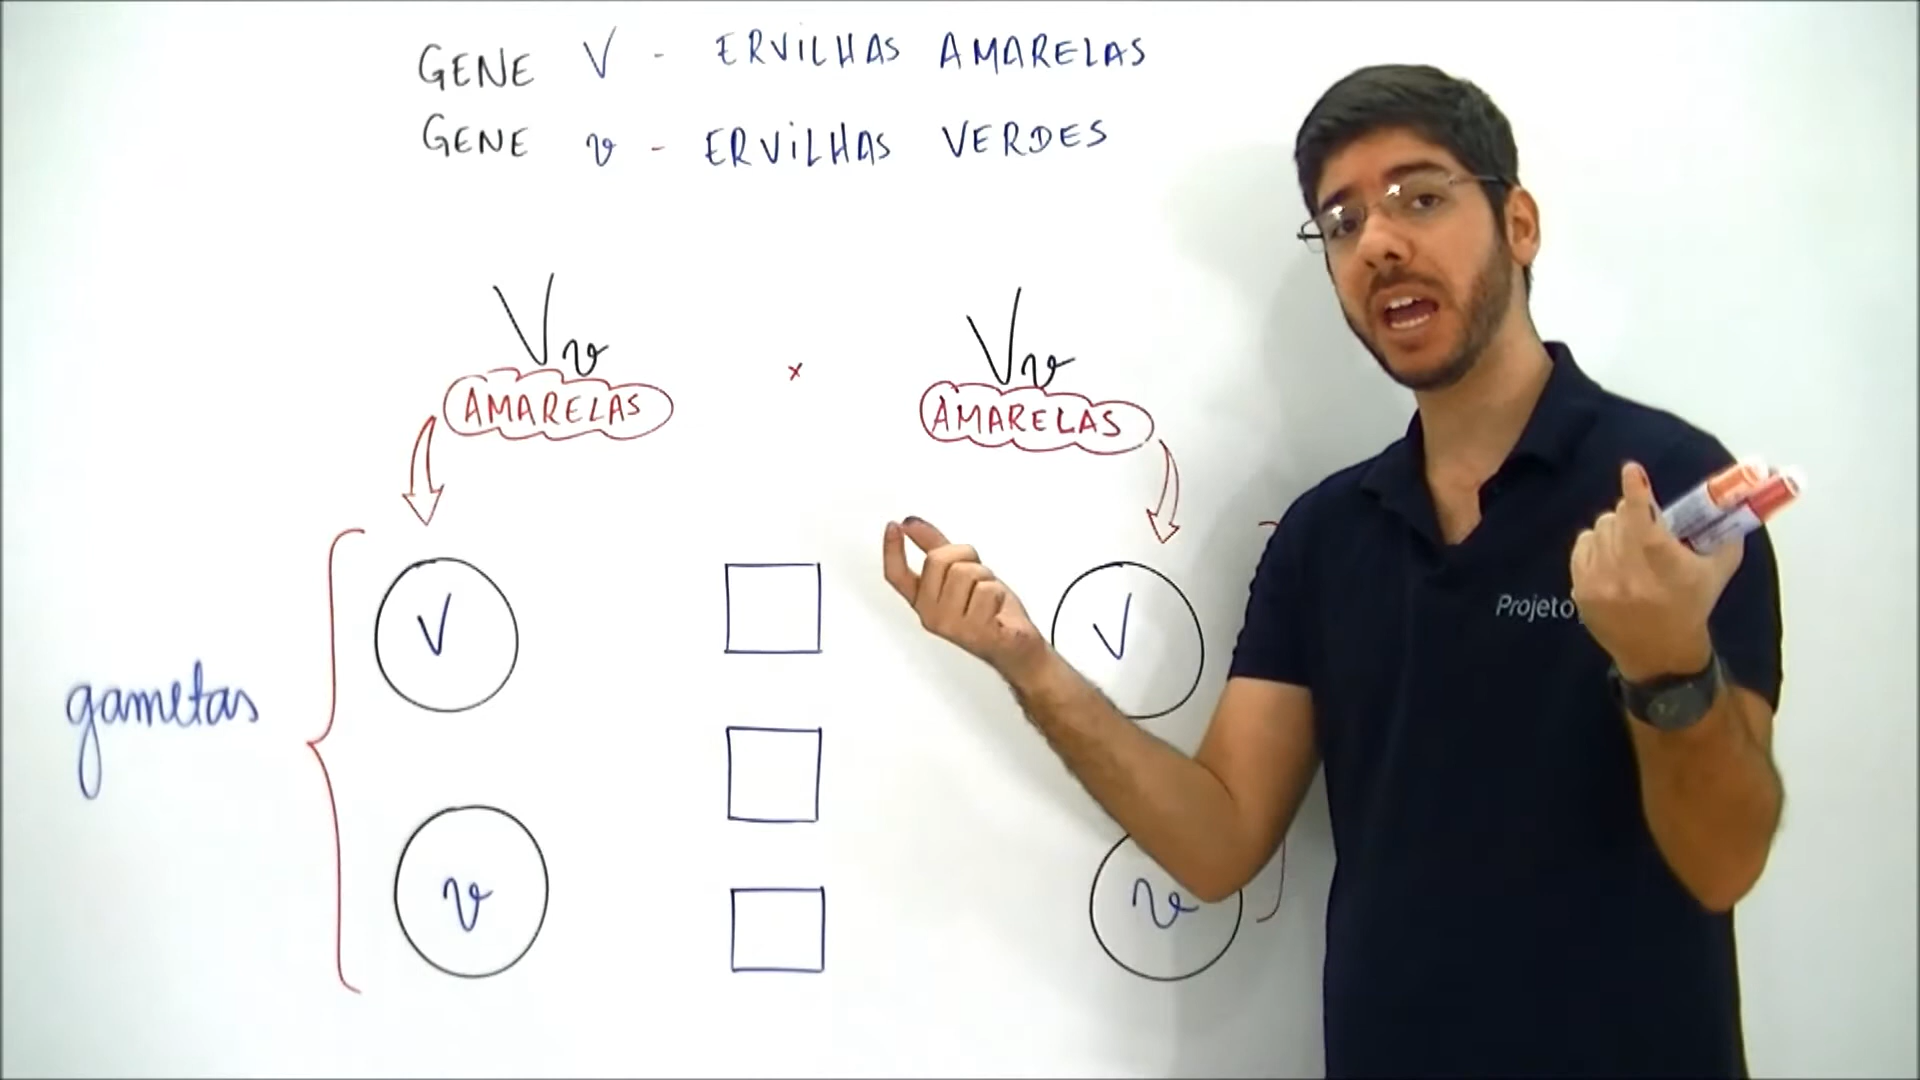 GENE V - ERVILHAS AMARELAS
GENE v - ERVILHAS VERDES
Vv x Vv
AMARELAS AMARELAS
V V
gametas
v v
Projeto